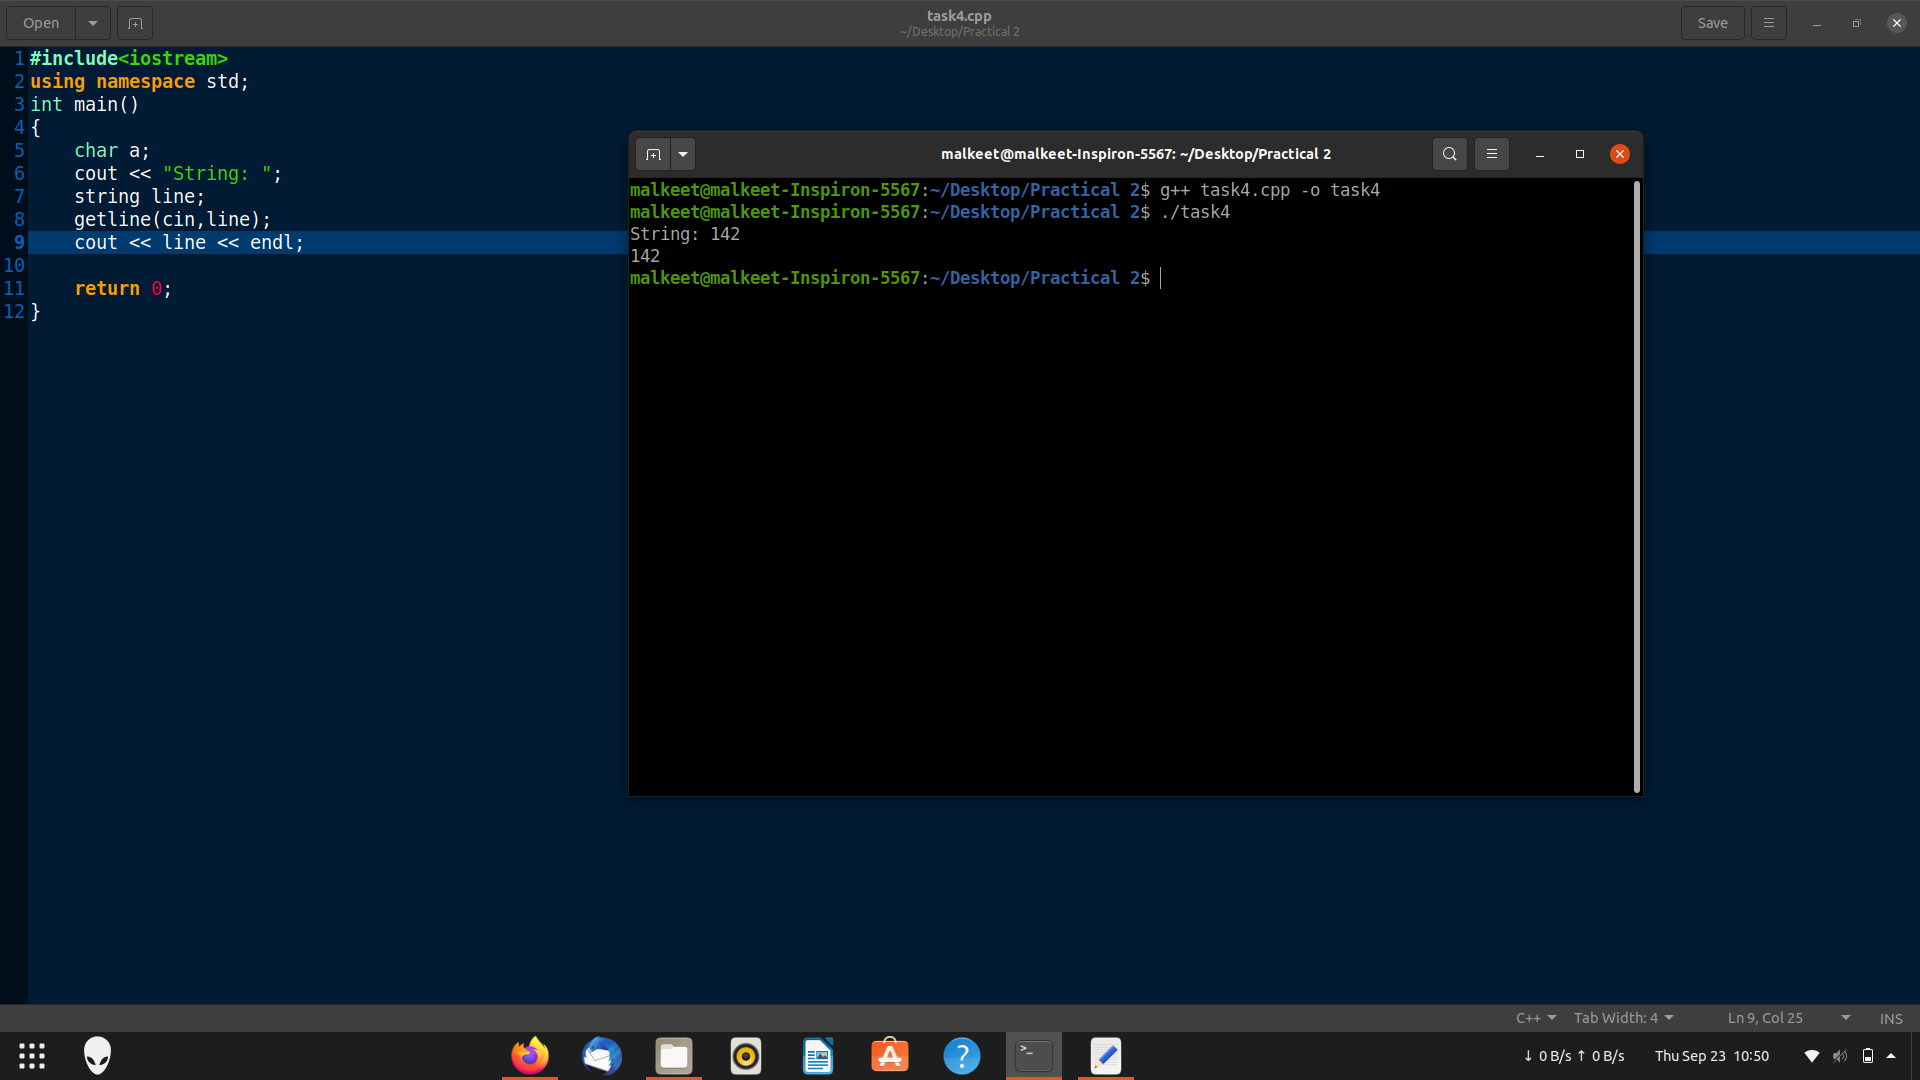 Open
task4.cpp
~/Desktop/Practical 2
Save
1 #include<iostream>
2 using namespace std;
3 int main()
4 {
5     char a;
6     cout << "String: ";
7     string line;
8     getline(cin,line);
9     cout << line << endl;
10
11     return 0;
12 }
malkeet@malkeet-Inspiron-5567: ~/Desktop/Practical 2
malkeet@malkeet-Inspiron-5567:~/Desktop/Practical 2$ g++ task4.cpp -o task4
malkeet@malkeet-Inspiron-5567:~/Desktop/Practical 2$ ./task4
String: 142
142
malkeet@malkeet-Inspiron-5567:~/Desktop/Practical 2$
C++ Tab Width: 4 Ln 9, Col 25 INS
↓ 0 B/s ↑ 0 B/s Thu Sep 23 10:50